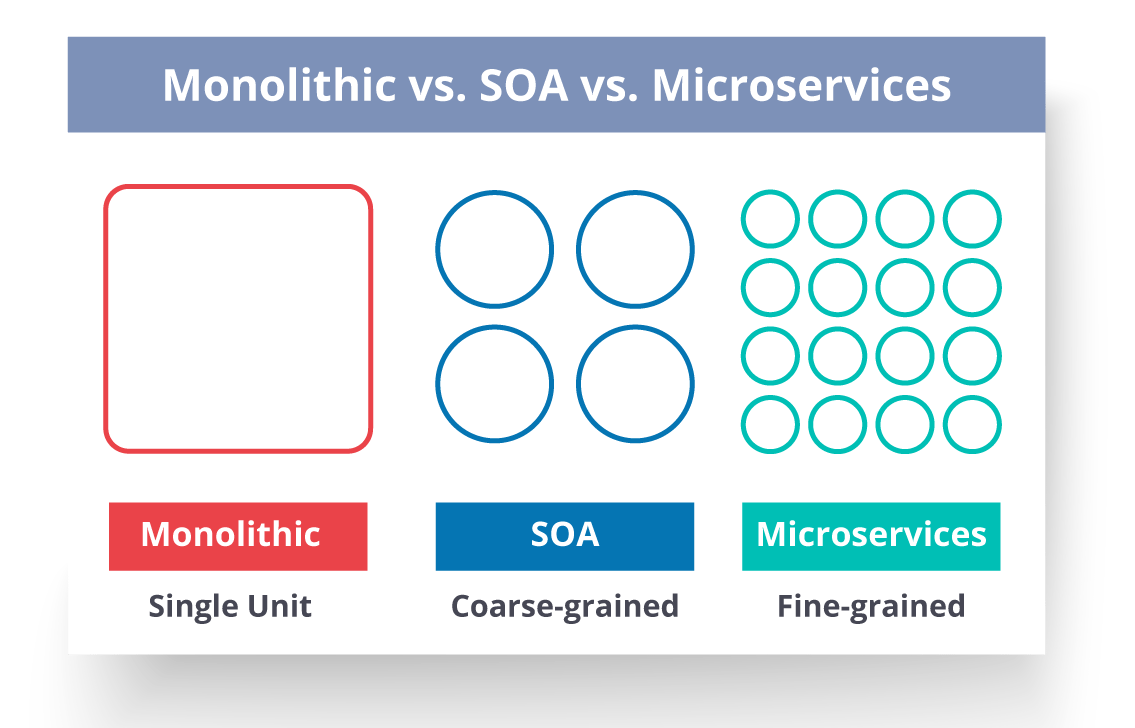 Monolithic vs. SOA vs. Microservices
Monolithic
SOA
Microservices
Single Unit
Coarse-grained
Fine-grained